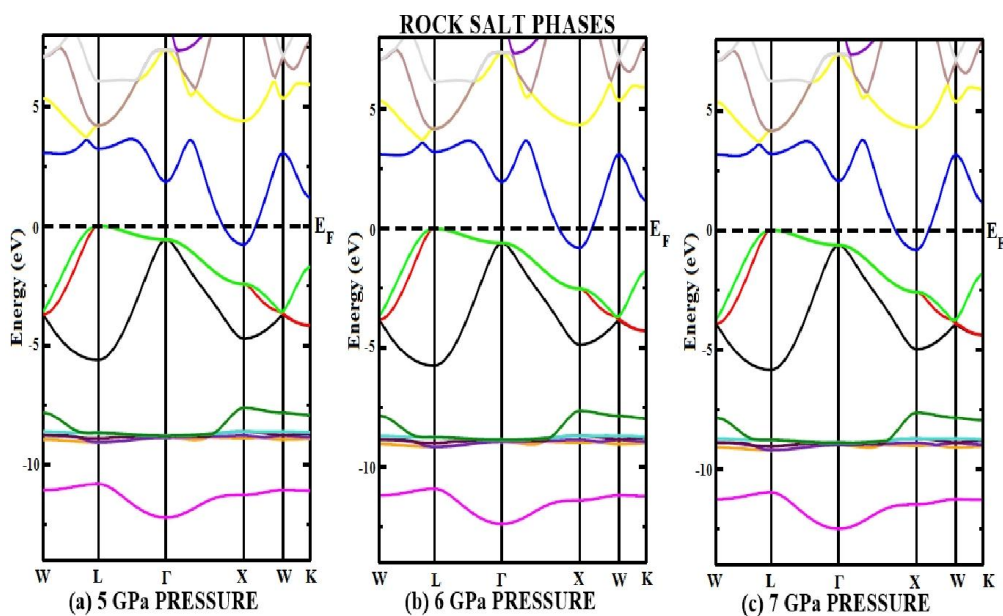 ROCK SALT PHASES
Energy (eV)
5
0
-5
-10
E_F
W L Γ X W K
(a) 5 GPa PRESSURE
Energy (eV)
5
0
-5
-10
E_F
W L Γ X W K
(b) 6 GPa PRESSURE
Energy (eV)
5
0
-5
-10
E_F
W L Γ X W K
(c) 7 GPa PRESSURE